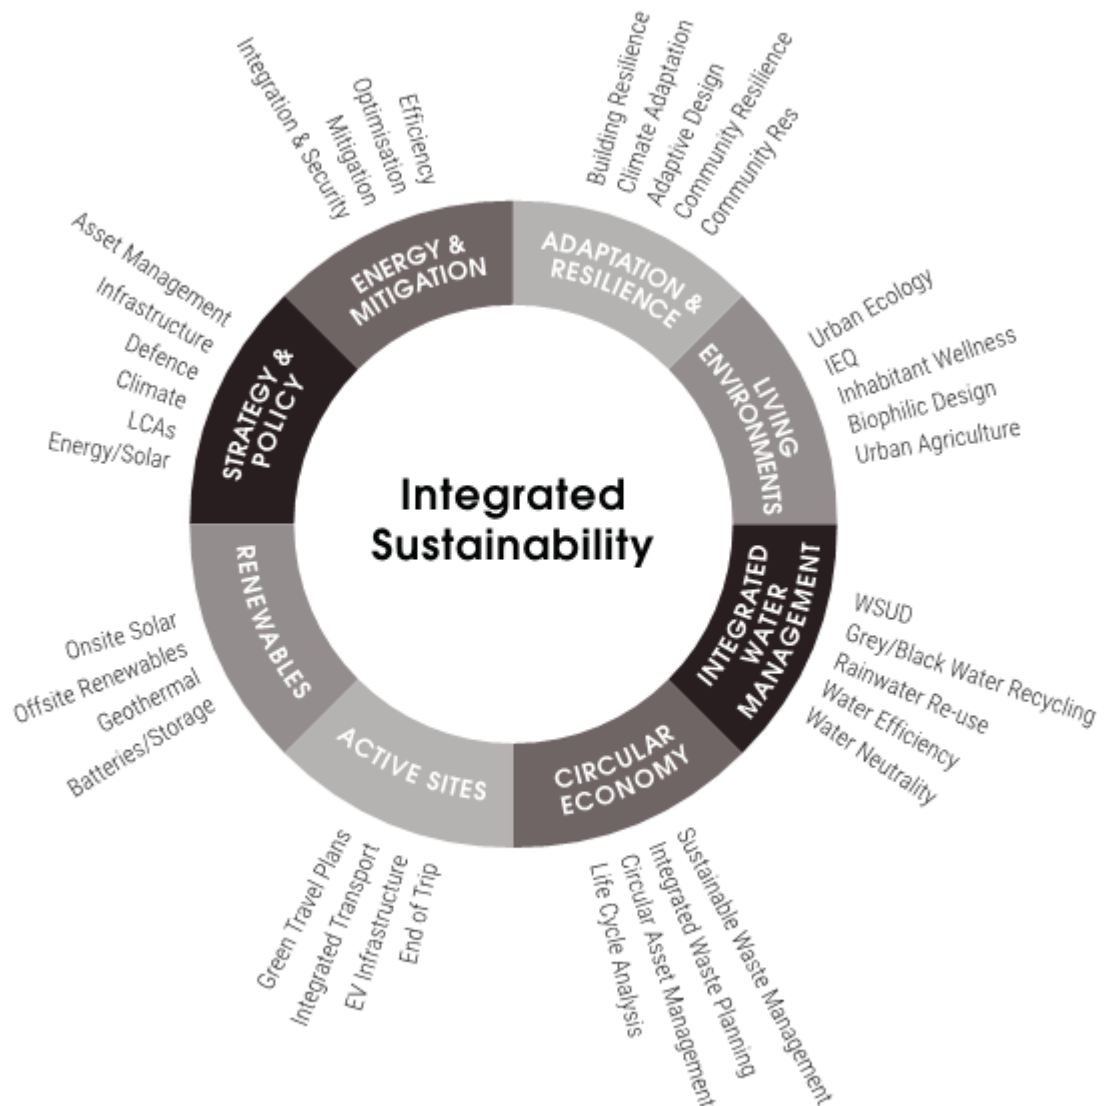 Integrated
Sustainability
ENERGY &
MITIGATION
Integration & Security
Mitigation
Optimisation
Efficiency
ADAPTATION &
RESILIENCE
Building Resilience
Climate Adaptation
Adaptive Design
Community Resilience
Community Res
LIVING
ENVIRONMENTS
Urban Ecology
IEQ
Inhabitant Wellness
Biophilic Design
Urban Agriculture
INTEGRATED
WATER
MANAGEMENT
WSUD
Grey/Black Water Recycling
Rainwater Re-use
Water Efficiency
Water Neutrality
CIRCULAR
ECONOMY
Sustainable Waste Management
Integrated Waste Planning
Circular Asset Management
Life Cycle Analysis
ACTIVE SITES
Green Travel Plans
Integrated Transport
EV Infrastructure
End of Trip
RENEWABLES
Onsite Solar
Offsite Renewables
Geothermal
Batteries/Storage
STRATEGY &
POLICY
Asset Management
Infrastructure
Defence
Climate
LCAs
Energy/Solar